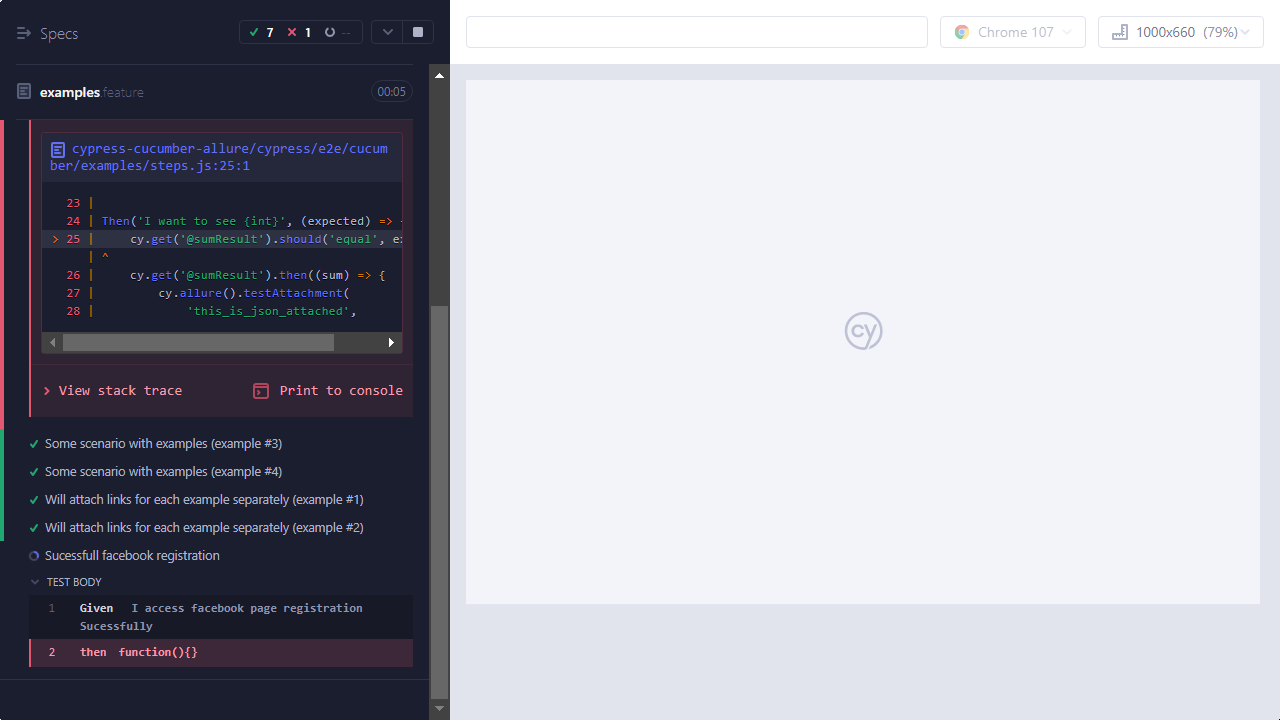 Specs
7 1 --
Chrome 107
1000x660 (79%)
examples.feature
00:05
cypress-cucumber-allure/cypress/e2e/cucum
ber/examples/steps.js:25:1
23 |
24 | Then('I want to see {int}', (expected) =>
> 25 | cy.get('@sumResult').should('equal', ex
| ^
26 | cy.get('@sumResult').then((sum) => {
27 | cy.allure().testAttachment(
28 | 'this_is_json_attached',
View stack trace
Print to console
Some scenario with examples (example #3)
Some scenario with examples (example #4)
Will attach links for each example separately (example #1)
Will attach links for each example separately (example #2)
Sucessfull facebook registration
TEST BODY
1 Given I access facebook page registration
Sucessfully
2 then function(){}
cy